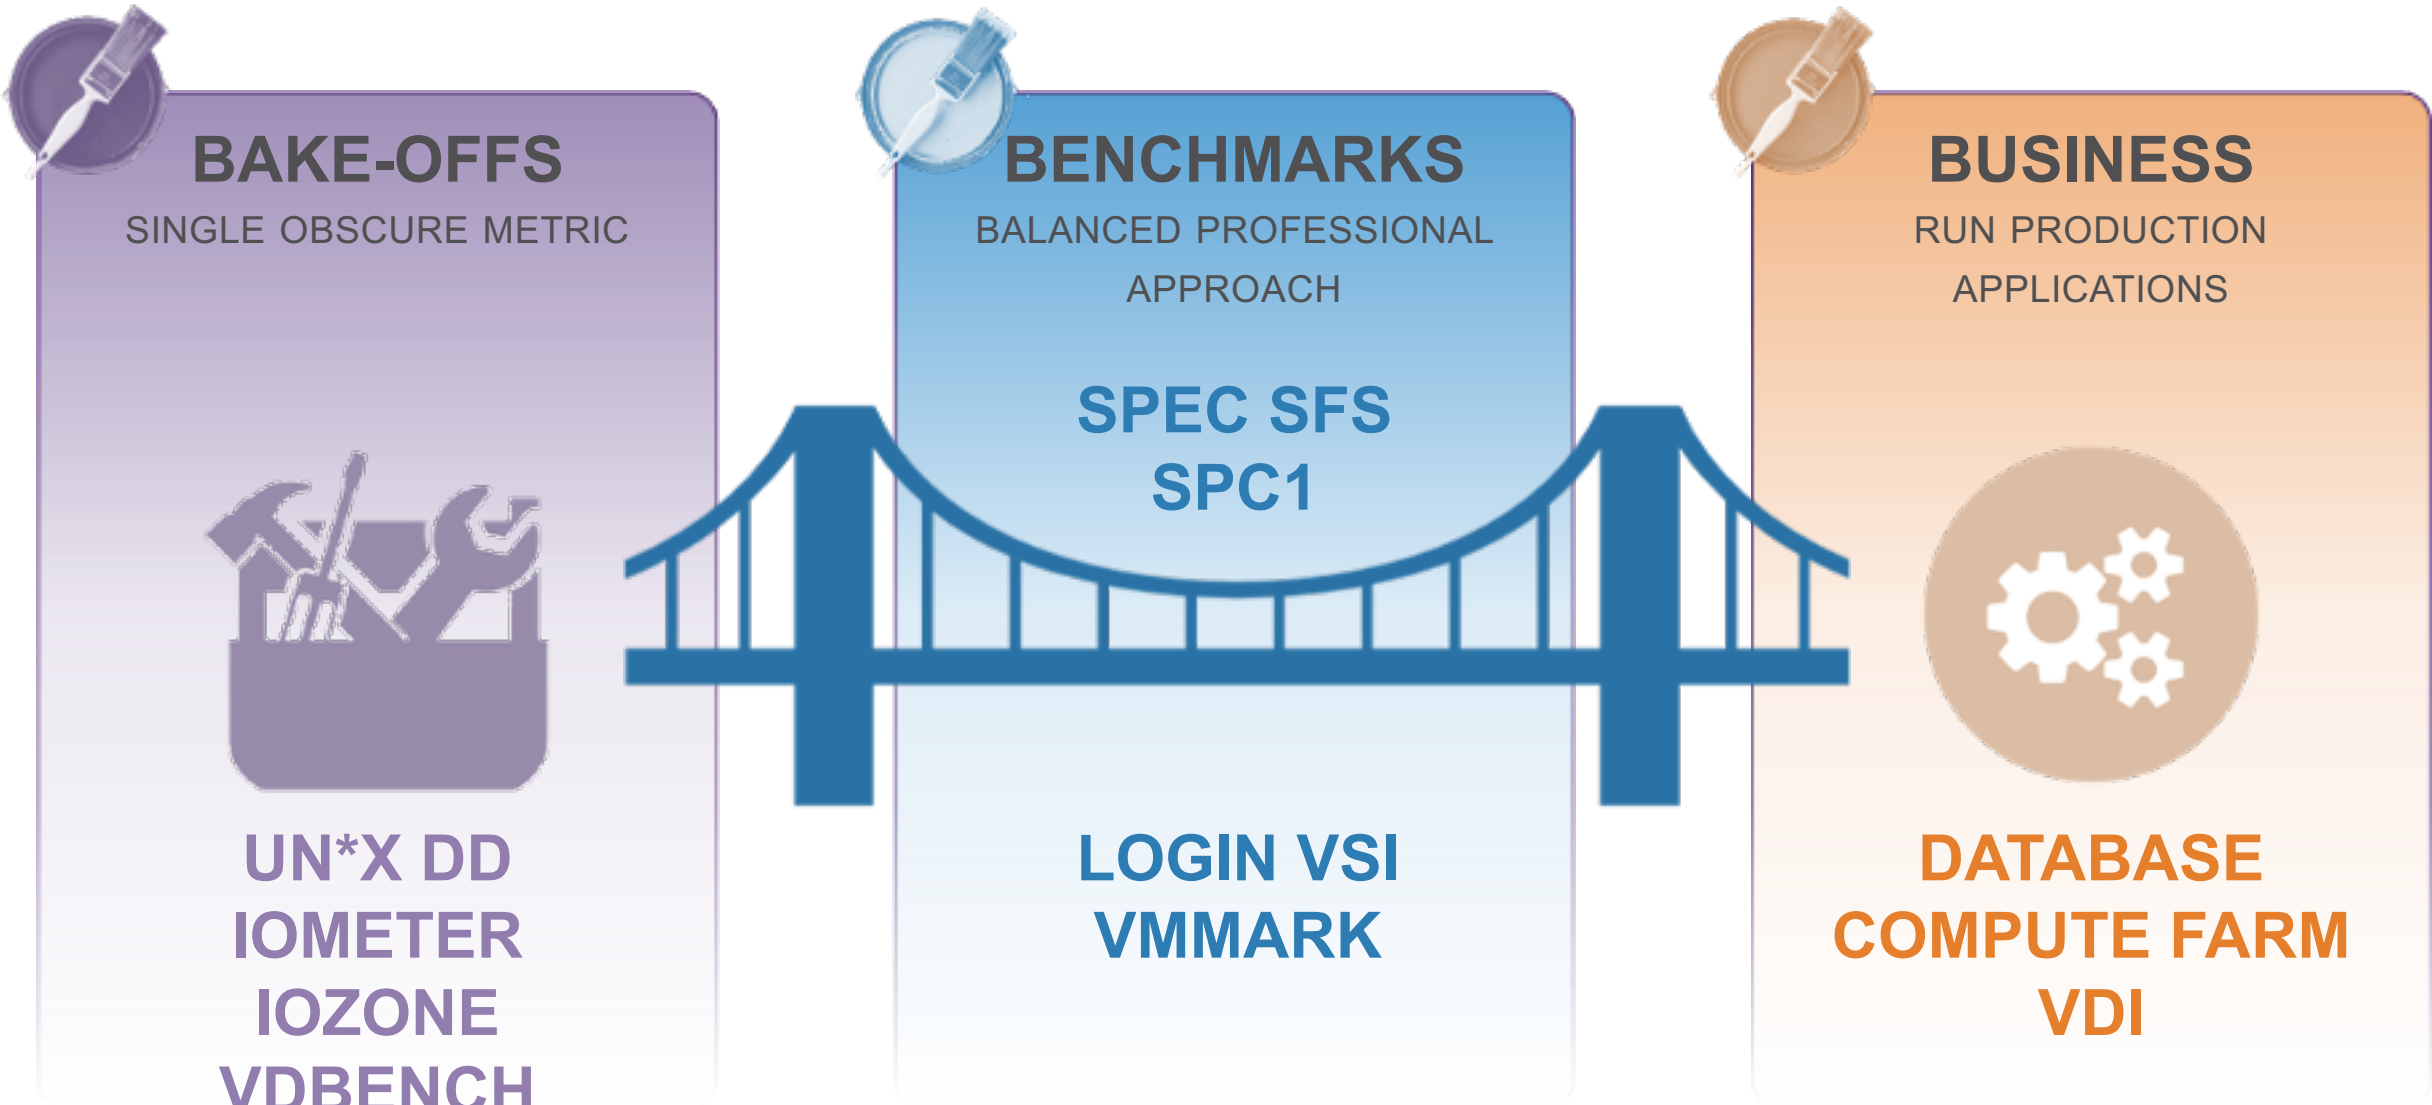 BAKE-OFFS
SINGLE OBSCURE METRIC
UN*X DD
IOMETER
IOZONE
VDBENCH
BENCHMARKS
BALANCED PROFESSIONAL
APPROACH
SPEC SFS
SPC1
LOGIN VSI
VMMARK
BUSINESS
RUN PRODUCTION
APPLICATIONS
DATABASE
COMPUTE FARM
VDI